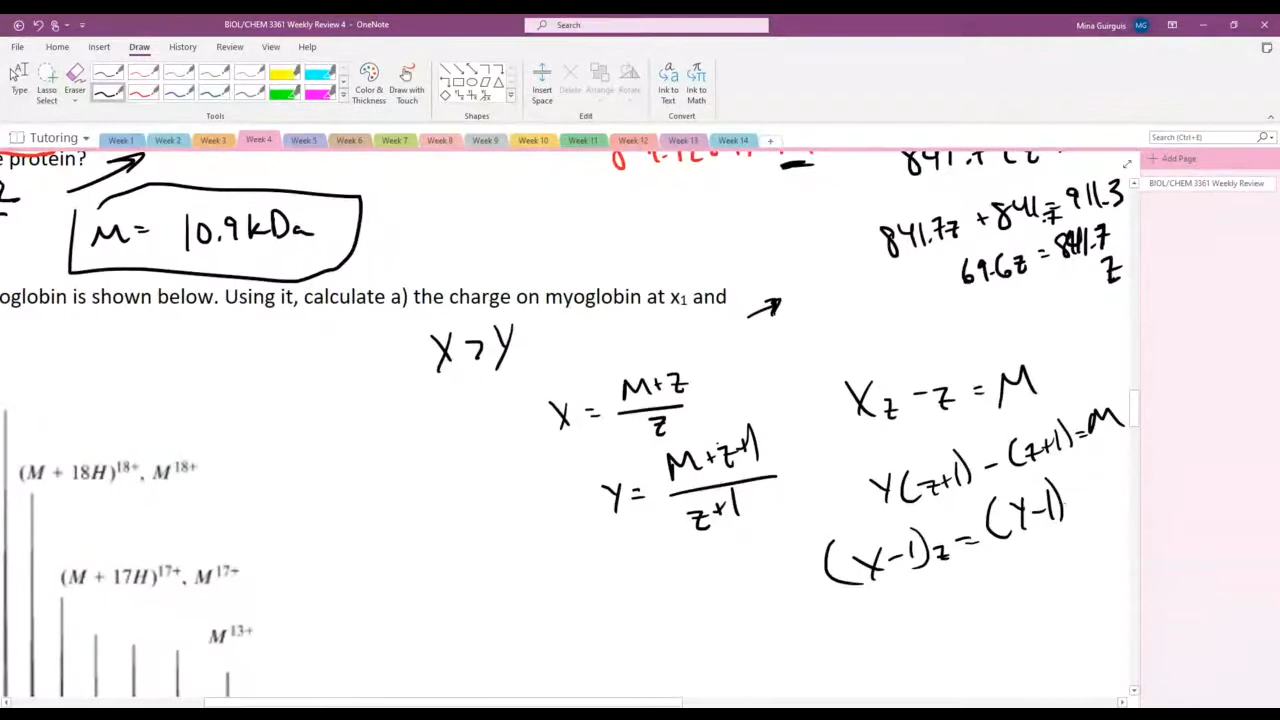 BIOL/CHEM 3361 Weekly Review 4 - OneNote
Search
Mina Guirguis
MG
File Home Insert Draw History Review View Help
Type
Lasso Select
Eraser
Color & Thickness
Draw with Touch
Insert Space
Delete
Arrange
Rotate
Ink to Text
Ink to Math
Tools
Shapes
Edit
Convert
Tutoring
Week 1 Week 2 Week 3 Week 4 Week 5 Week 6 Week 7 Week 8 Week 9 Week 10 Week 11 Week 12 Week 13 Week 14 +
Search (Ctrl+E)
Add Page
BIOL/CHEM 3361 Weekly Review
e protein?
M = 10.9 kDa
69.6z = 841.7
z
oglobin is shown below. Using it, calculate a) the charge on myoglobin at x₁ and
X > Y
X = M+z / z
Y = M+z+1 / z+1
Xz - z = M
Y(z+1) - (z+1) = M
(X-1)z = (Y-1)
(M + 18H)¹⁸⁺, M¹⁸⁺
(M + 17H)¹⁷⁺, M¹⁷⁺
M¹³⁺